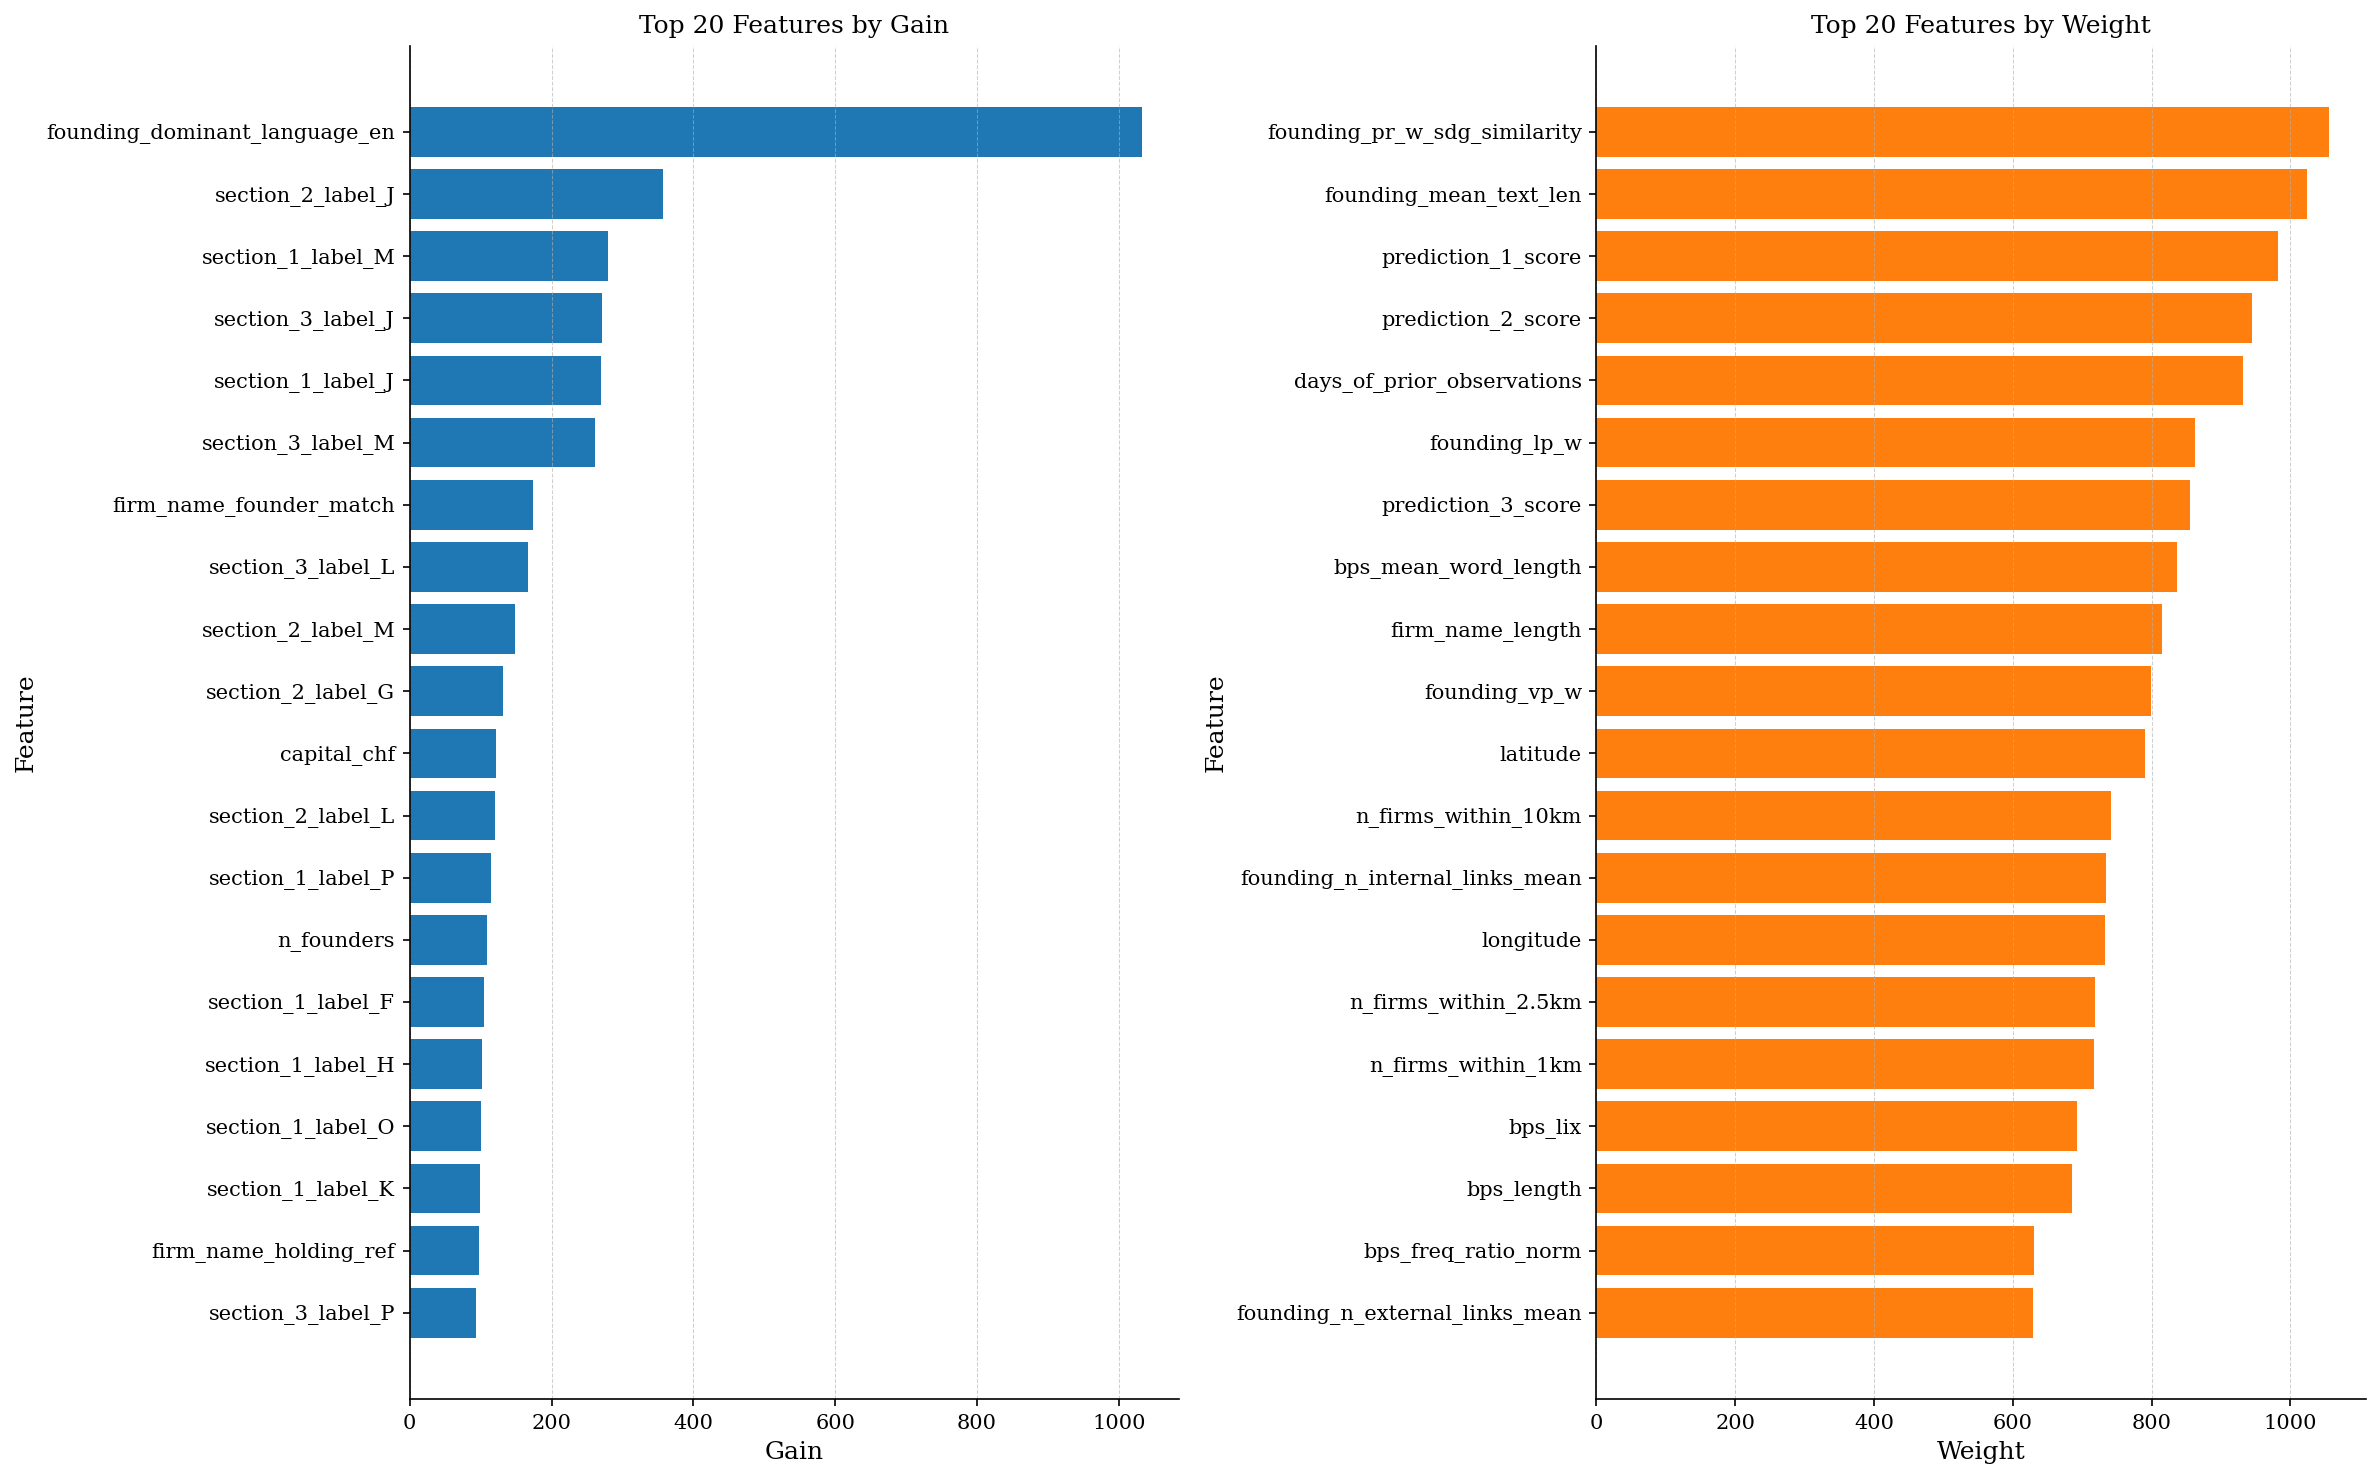 Top 20 Features by Gain
founding_dominant_language_en
section_2_label_J
section_1_label_M
section_3_label_J
section_1_label_J
section_3_label_M
firm_name_founder_match
section_3_label_L
section_2_label_M
section_2_label_G
capital_chf
section_2_label_L
section_1_label_P
n_founders
section_1_label_F
section_1_label_H
section_1_label_O
section_1_label_K
firm_name_holding_ref
section_3_label_P
Feature
0 200 400 600 800 1000
Gain
Top 20 Features by Weight
founding_pr_w_sdg_similarity
founding_mean_text_len
prediction_1_score
prediction_2_score
days_of_prior_observations
founding_lp_w
prediction_3_score
bps_mean_word_length
firm_name_length
founding_vp_w
latitude
n_firms_within_10km
founding_n_internal_links_mean
longitude
n_firms_within_2.5km
n_firms_within_1km
bps_lix
bps_length
bps_freq_ratio_norm
founding_n_external_links_mean
Feature
0 200 400 600 800 1000
Weight